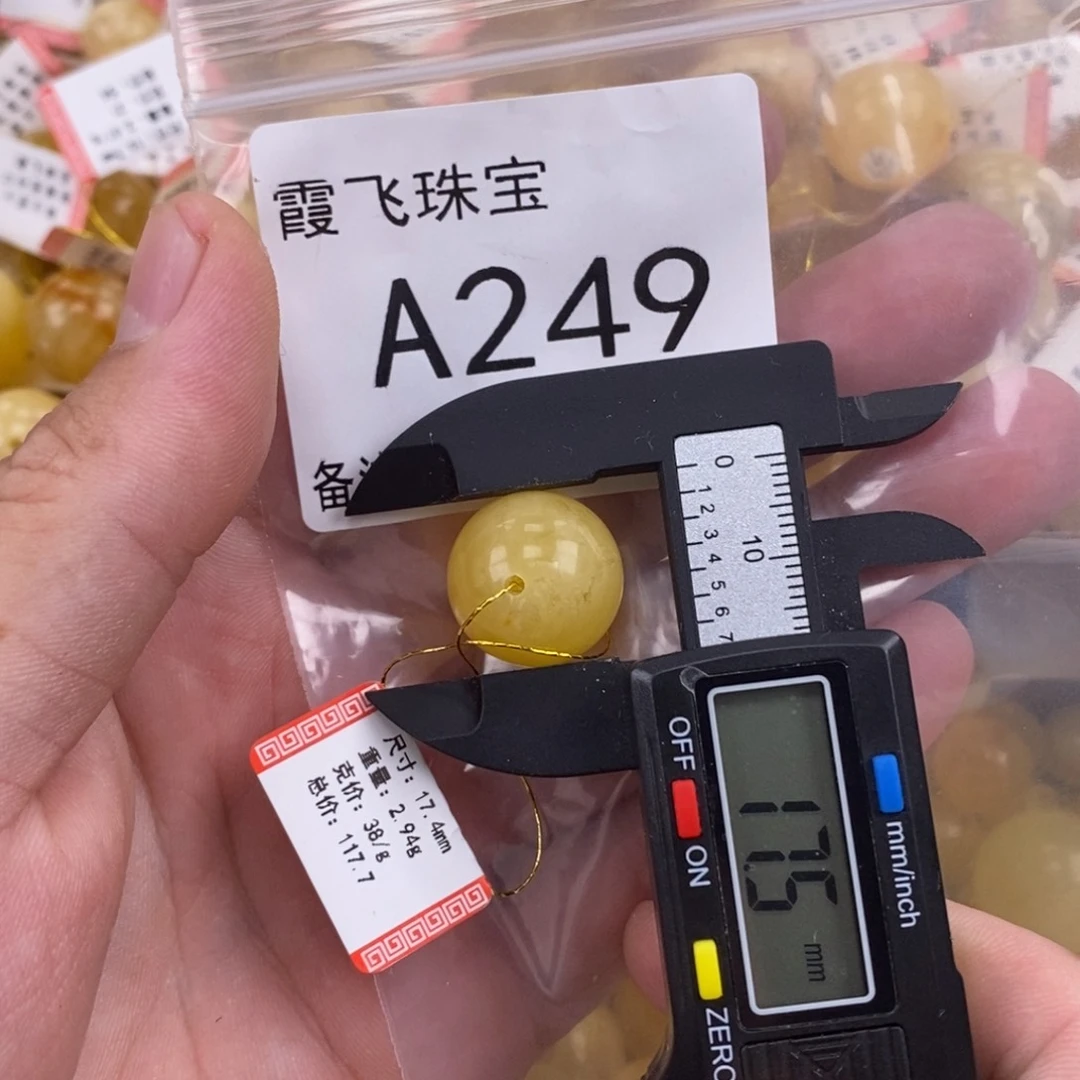 霞飞珠宝
A249
备
0
10
1 2 3 4 5 6 7
尺寸: 17.4mm
重量: 2.94g
克价: 38/g
总价: 117.7
OFF
ON
17.5
mm
mm/inch
ZERO